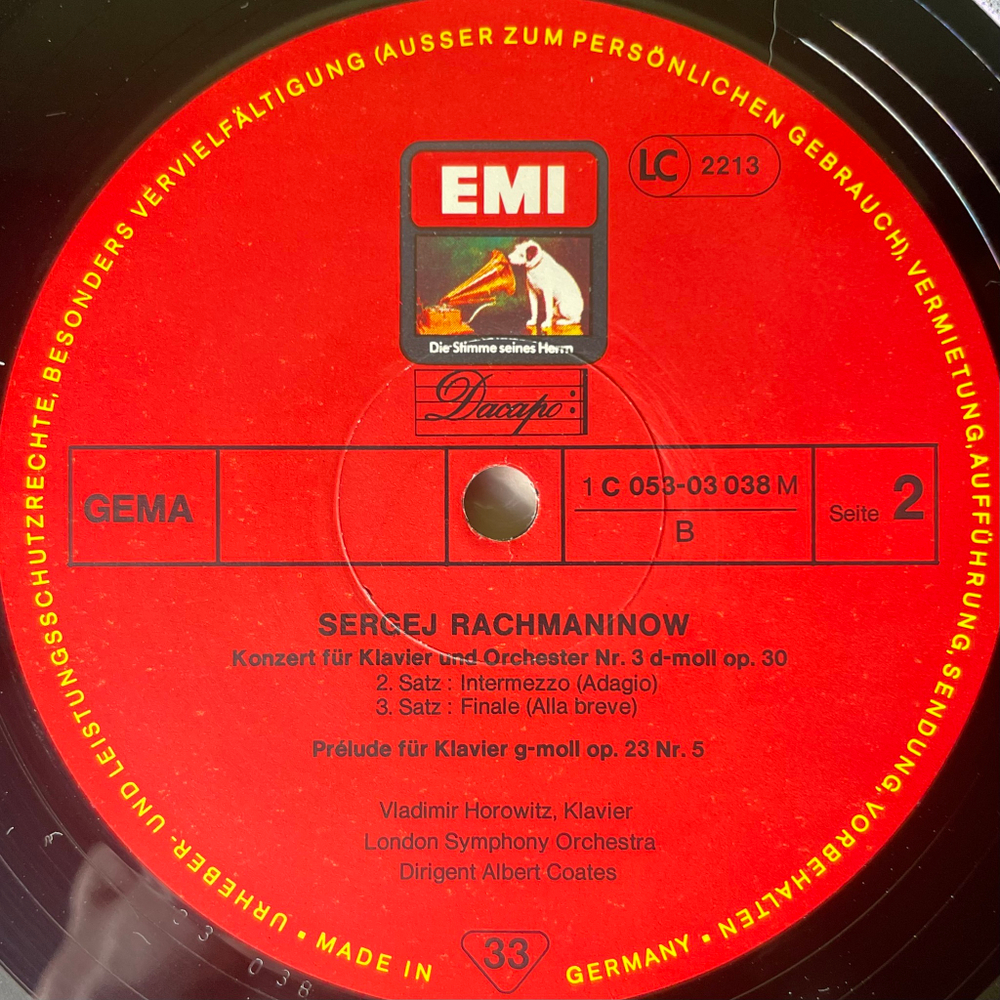 URHEBER- UND LEISTUNGSSCHUTZRECHTE, BESONDERS VERVIELFÄLTIGUNG (AUSSER ZUM PERSÖNLICHEN GEBRAUCH), VERMIETUNG, AUFFÜHRUNG, SENDUNG, VORBEHALTEN
EMI
LC 2213
Die Stimme seines Herrn
Dacapo
GEMA
1 C 053-03 038 M
B
Seite 2
SERGEJ RACHMANINOW
Konzert für Klavier und Orchester Nr. 3 d-moll op. 30
2. Satz : Intermezzo (Adagio)
3. Satz : Finale (Alla breve)
Prélude für Klavier g-moll op. 23 Nr. 5
Vladimir Horowitz, Klavier
London Symphony Orchestra
Dirigent Albert Coates
▪ MADE IN GERMANY ▪
33
03 038